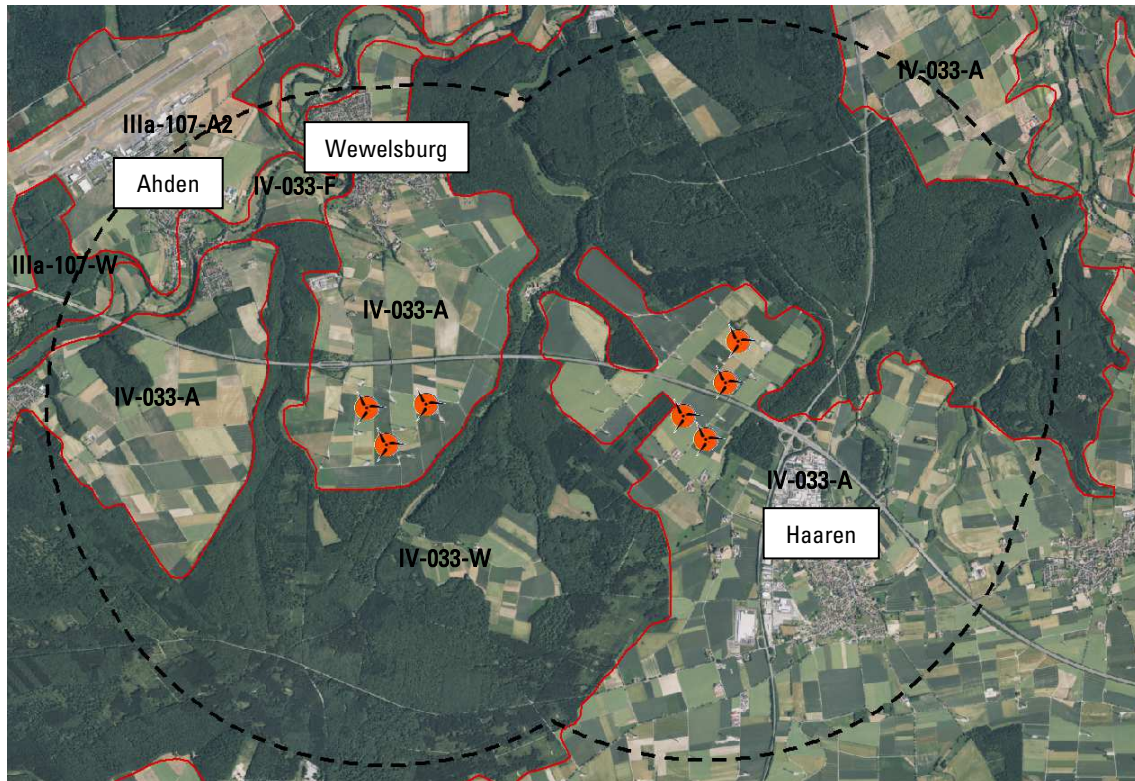 IV-033-A
IIIa-107-A2
Wewelsburg
Ahden
IV-033-F
IIIa-107-W
IV-033-A
IV-033-A
IV-033-A
Haaren
IV-033-W